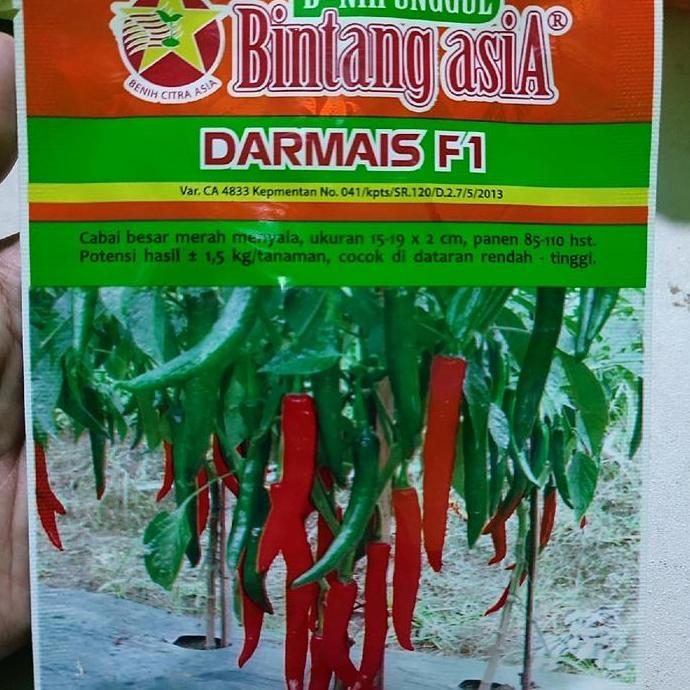 BENIH UNGGUL
Bintang asiA®
BENIH CITRA ASIA
DARMAIS F1
Var. CA 4833 Kepmentan No. 041/kpts/SR.120/D.2.7/5/2013
Cabai besar merah menyala, ukuran 15-19 x 2 cm, panen 85-110 hst.
Potensi hasil ± 1,5 kg/tanaman, cocok di dataran rendah - tinggi.